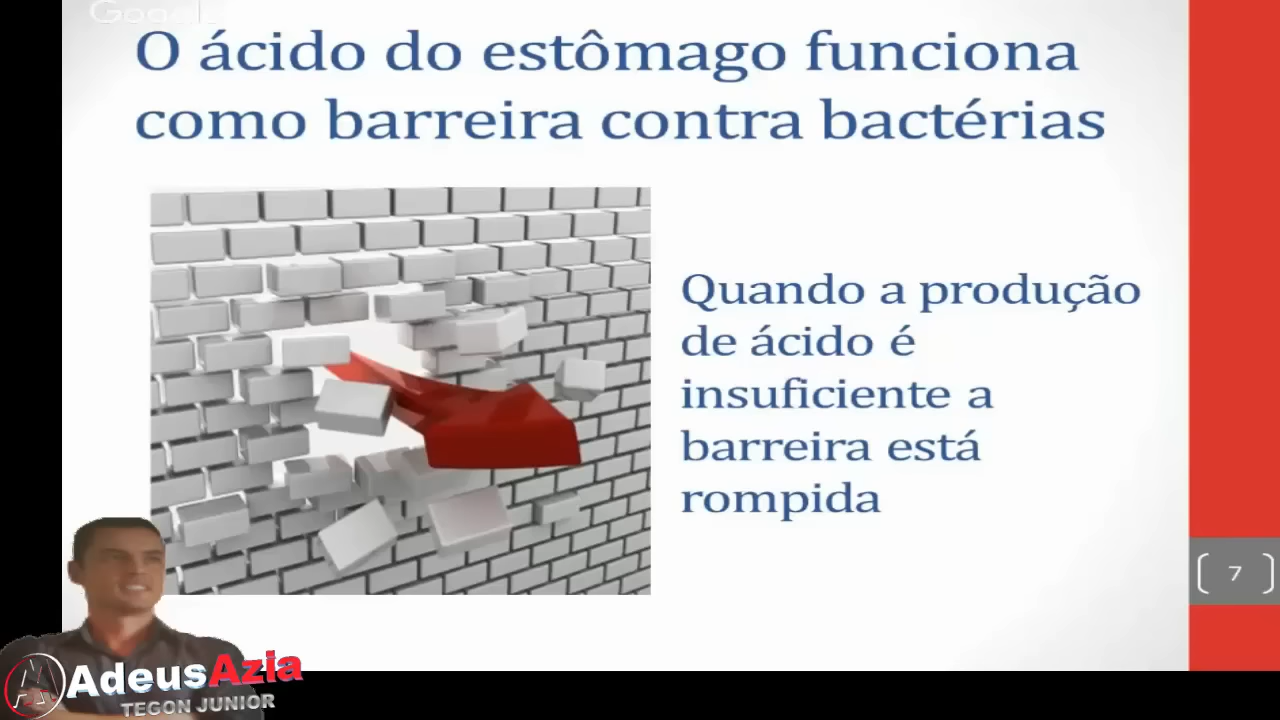 Google
O ácido do estômago funciona
como barreira contra bactérias
Quando a produção
de ácido é
insuficiente a
barreira está
rompida
7
AdeusAzia
TEGON JUNIOR